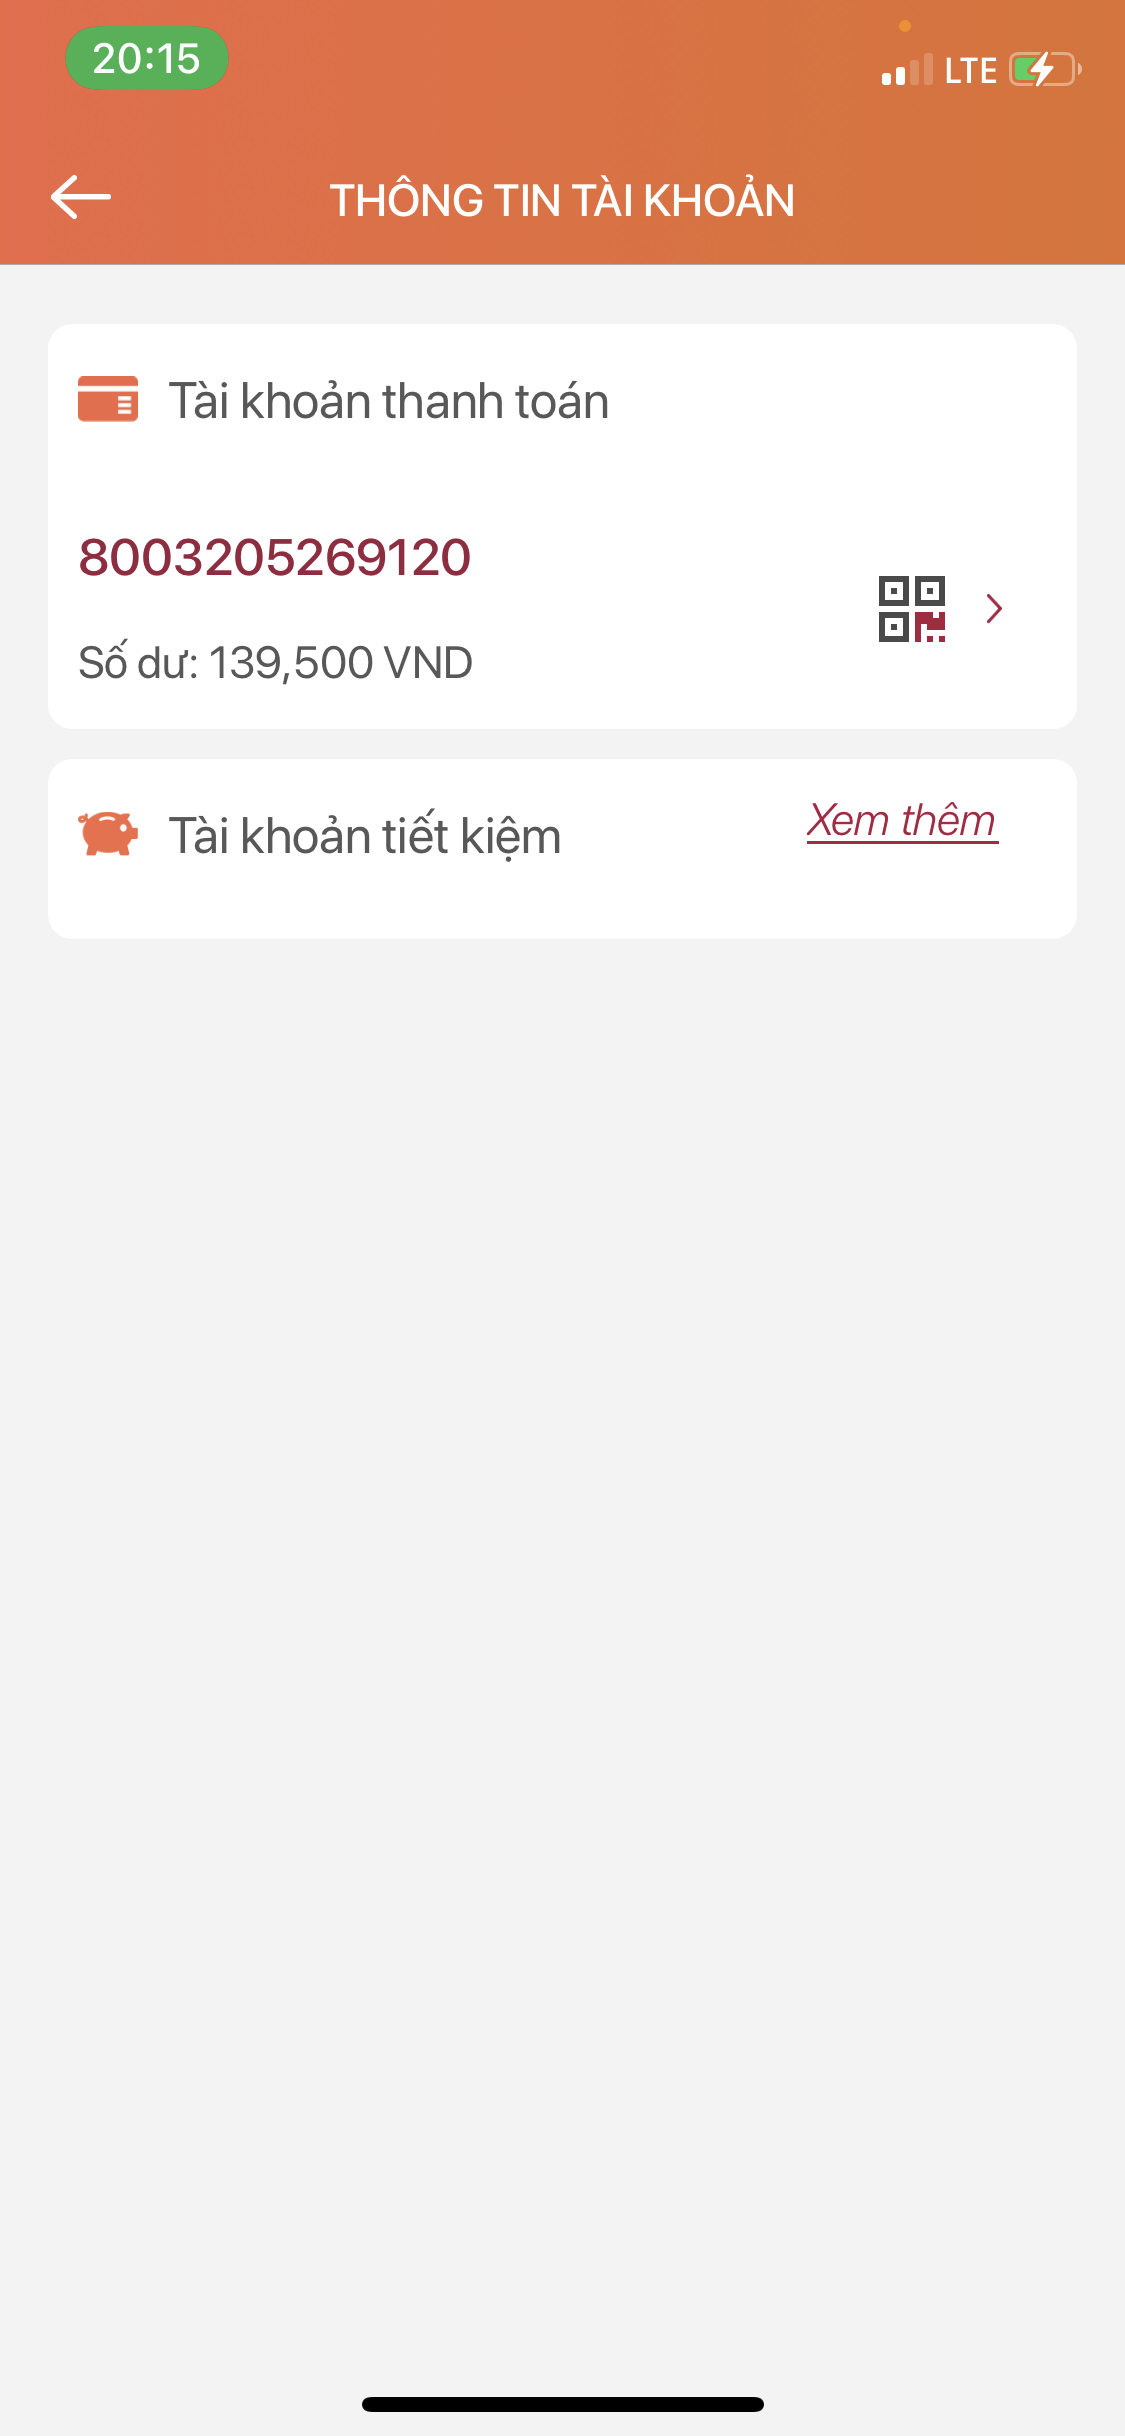 20:15
LTE
THÔNG TIN TÀI KHOẢN
Tài khoản thanh toán
8003205269120
Số dư: 139,500 VND
Tài khoản tiết kiệm
Xem thêm